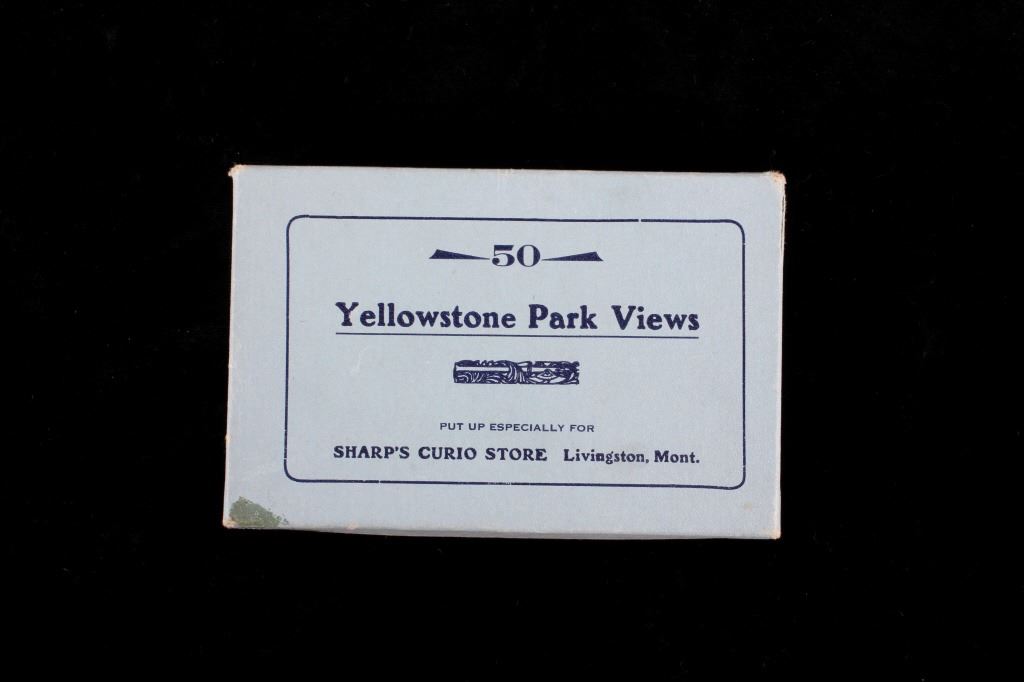 50
Yellowstone Park Views
PUT UP ESPECIALLY FOR
SHARP'S CURIO STORE Livingston, Mont.